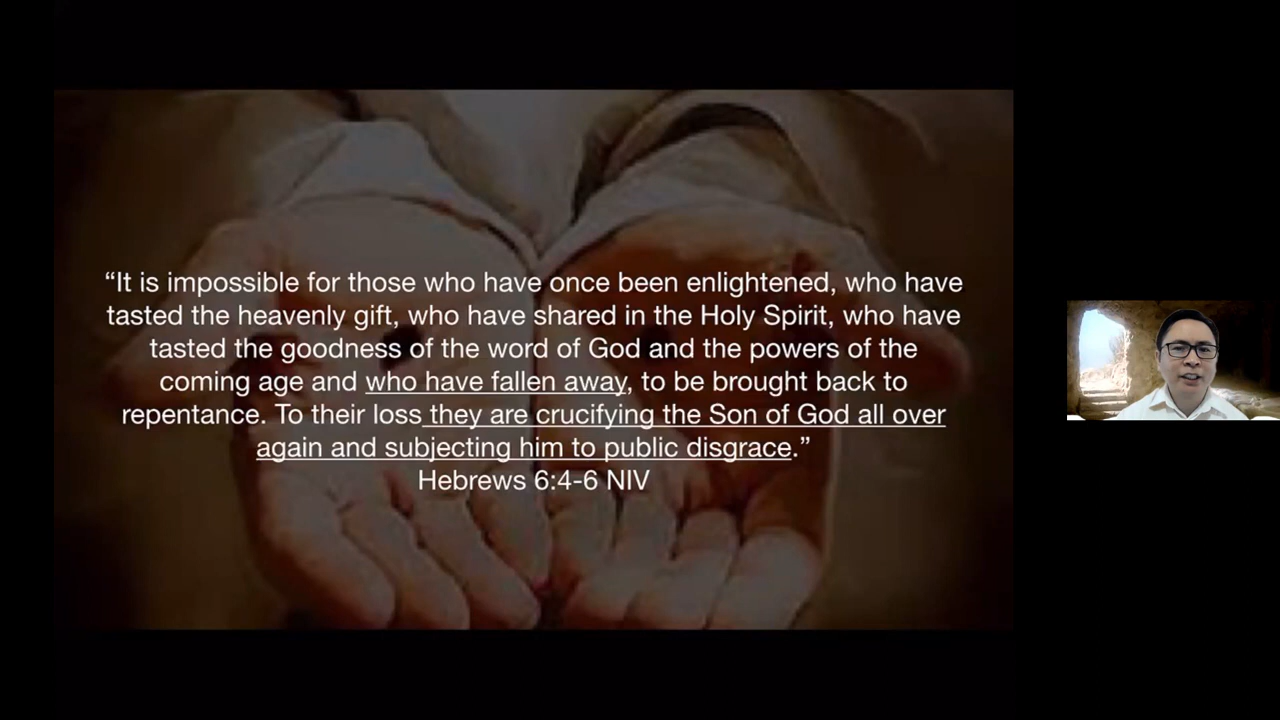 “It is impossible for those who have once been enlightened, who have
tasted the heavenly gift, who have shared in the Holy Spirit, who have
tasted the goodness of the word of God and the powers of the
coming age and who have fallen away, to be brought back to
repentance. To their loss they are crucifying the Son of God all over
again and subjecting him to public disgrace.”
Hebrews 6:4-6 NIV